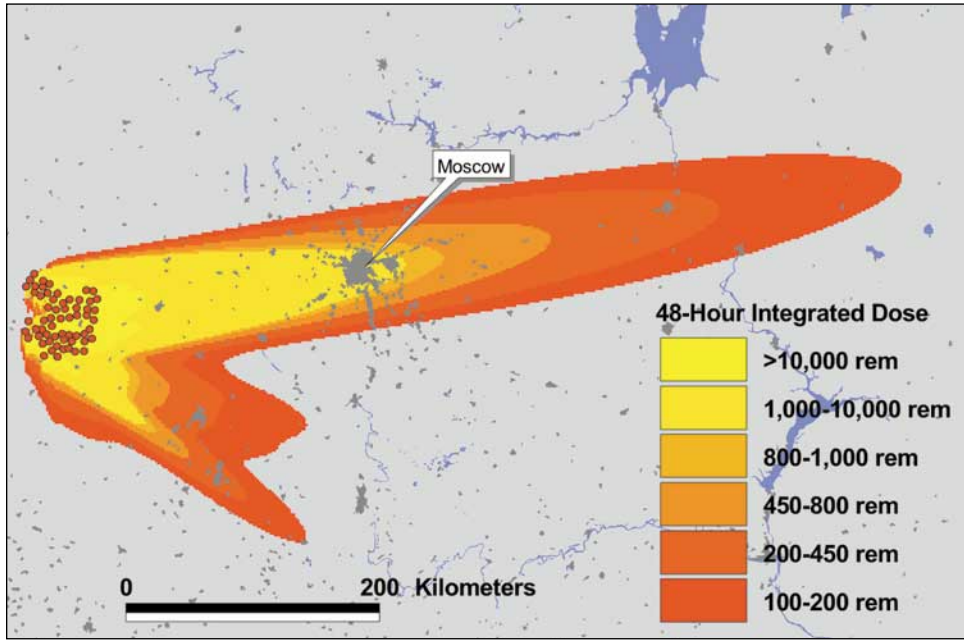 Moscow
48-Hour Integrated Dose
>10,000 rem
1,000-10,000 rem
800-1,000 rem
450-800 rem
200-450 rem
100-200 rem
0 200 Kilometers